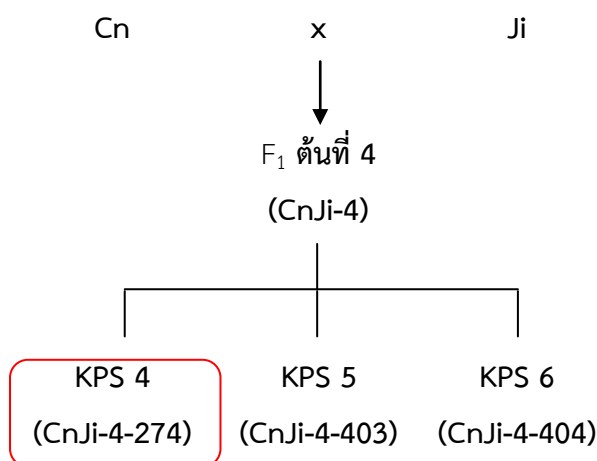 Cn x Ji
F₁ ต้นที่ 4
(CnJi-4)
KPS 4 KPS 5 KPS 6
(CnJi-4-274) (CnJi-4-403) (CnJi-4-404)